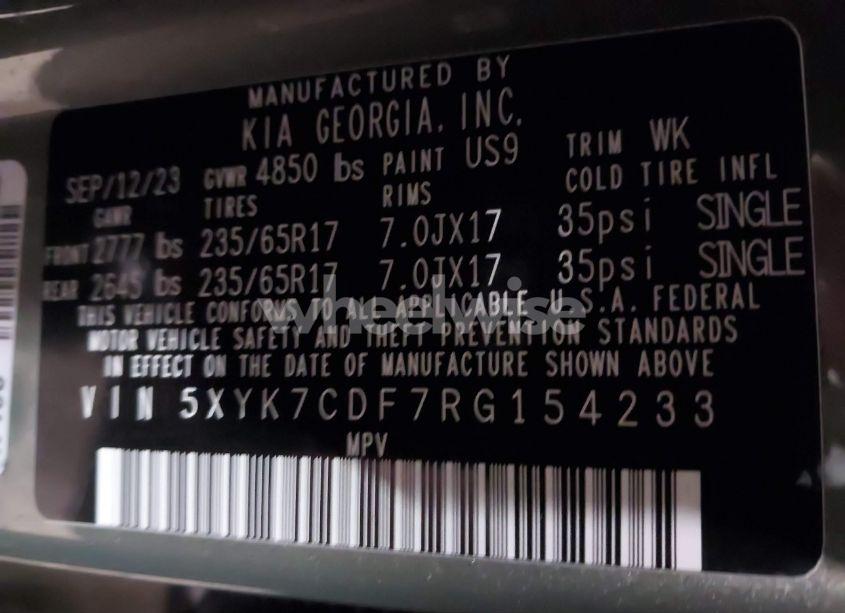 MANUFACTURED BY
KIA GEORGIA, INC.
SEP/12/23 GVWR 4850 lbs PAINT US9 TRIM WK
GAWR TIRES RIMS COLD TIRE INFL
FRONT 2777 lbs 235/65R17 7.0JX17 35psi SINGLE
REAR 2645 lbs 235/65R17 7.0JX17 35psi SINGLE
THIS VEHICLE CONFORMS TO ALL APPLICABLE U.S.A. FEDERAL
MOTOR VEHICLE SAFETY AND THEFT PREVENTION STANDARDS
IN EFFECT ON THE DATE OF MANUFACTURE SHOWN ABOVE
VIN 5XYK7CDF7RG154233
MPV
wheelwise